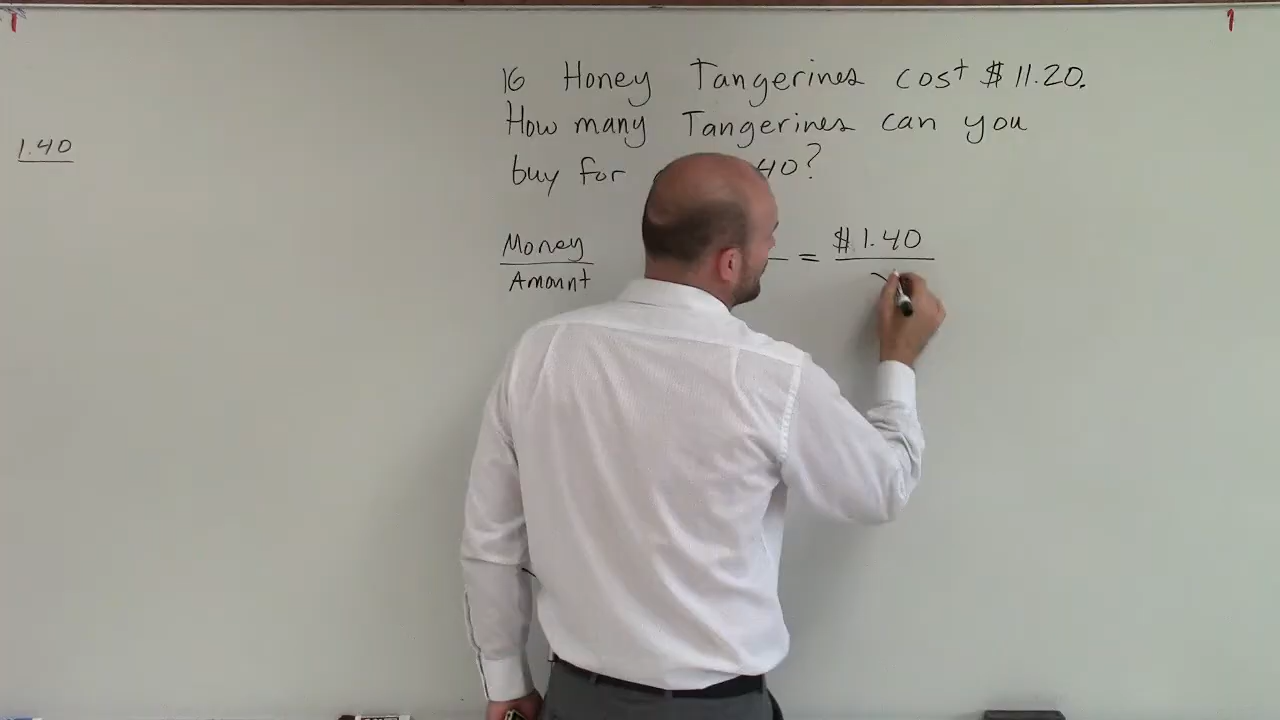 16 Honey Tangerines cost $11.20.
How many Tangerines can you
buy for 40?
1.40
Money = $1.40
Amount